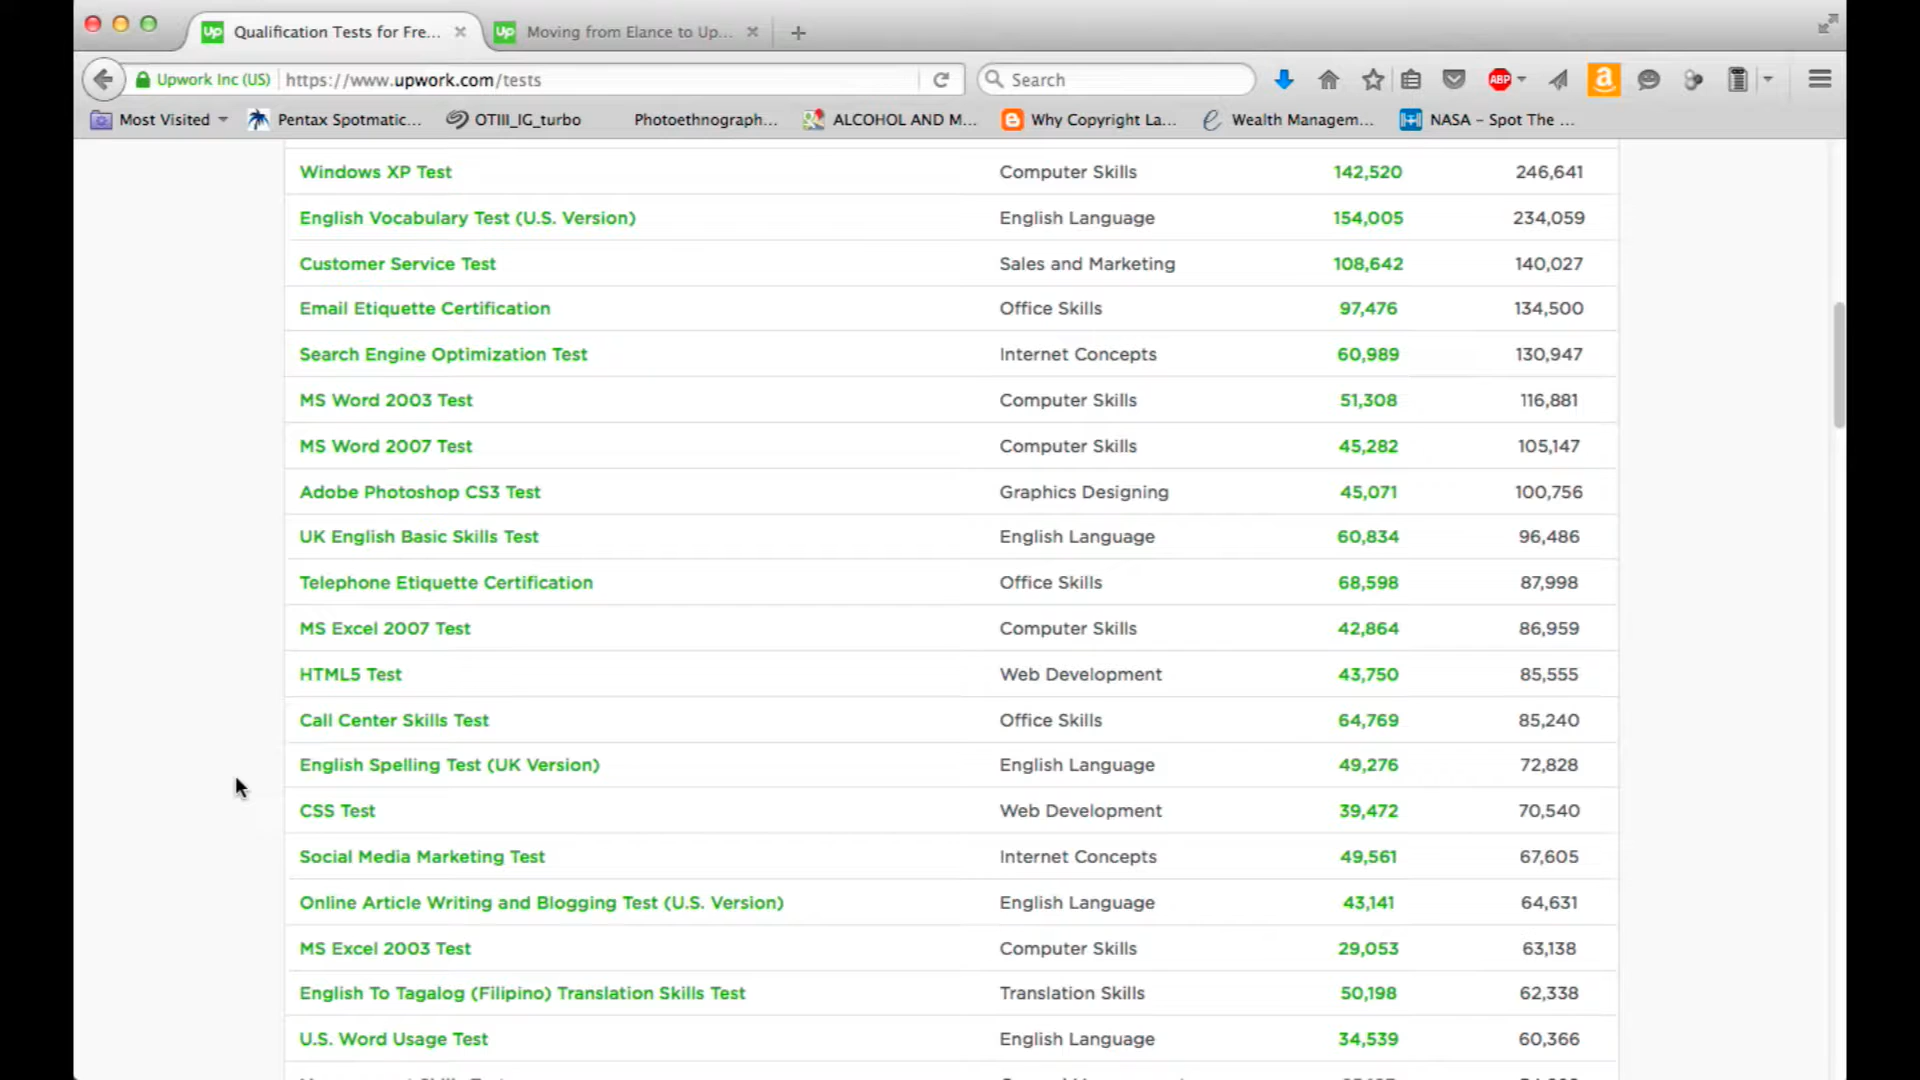 Up Qualification Tests for Fre...
Up Moving from Elance to Up...
Upwork Inc (US) https://www.upwork.com/tests Search ABP a
Most Visited Pentax Spotmatic... OTIII_IG_turbo Photoethnograph... ALCOHOL AND M... Why Copyright La... Wealth Managem... NASA - Spot The ...
Windows XP Test Computer Skills 142,520 246,641
English Vocabulary Test (U.S. Version) English Language 154,005 234,059
Customer Service Test Sales and Marketing 108,642 140,027
Email Etiquette Certification Office Skills 97,476 134,500
Search Engine Optimization Test Internet Concepts 60,989 130,947
MS Word 2003 Test Computer Skills 51,308 116,881
MS Word 2007 Test Computer Skills 45,282 105,147
Adobe Photoshop CS3 Test Graphics Designing 45,071 100,756
UK English Basic Skills Test English Language 60,834 96,486
Telephone Etiquette Certification Office Skills 68,598 87,998
MS Excel 2007 Test Computer Skills 42,864 86,959
HTML5 Test Web Development 43,750 85,555
Call Center Skills Test Office Skills 64,769 85,240
English Spelling Test (UK Version) English Language 49,276 72,828
CSS Test Web Development 39,472 70,540
Social Media Marketing Test Internet Concepts 49,561 67,605
Online Article Writing and Blogging Test (U.S. Version) English Language 43,141 64,631
MS Excel 2003 Test Computer Skills 29,053 63,138
English To Tagalog (Filipino) Translation Skills Test Translation Skills 50,198 62,338
U.S. Word Usage Test English Language 34,539 60,366